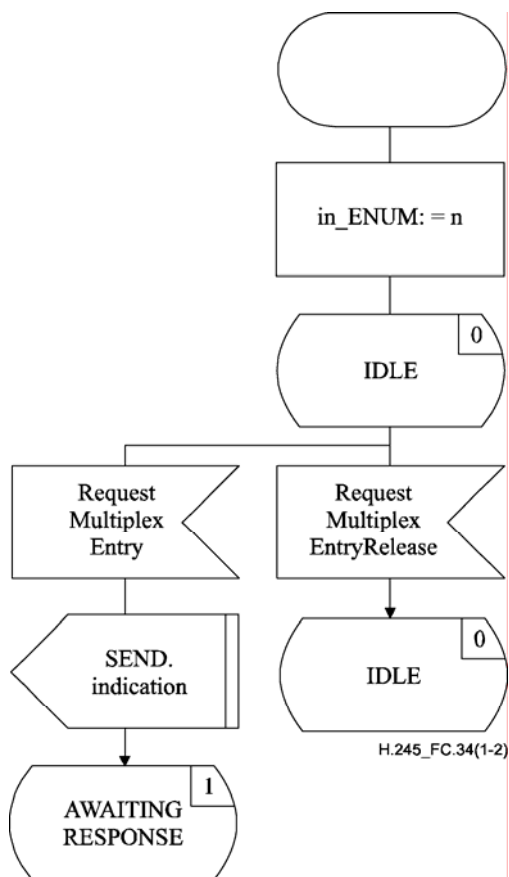 in_ENUM: = n
0
IDLE
Request
Multiplex
Entry
Request
Multiplex
EntryRelease
SEND.
indication
0
IDLE
H.245_FC.34(1-2)
1
AWAITING
RESPONSE